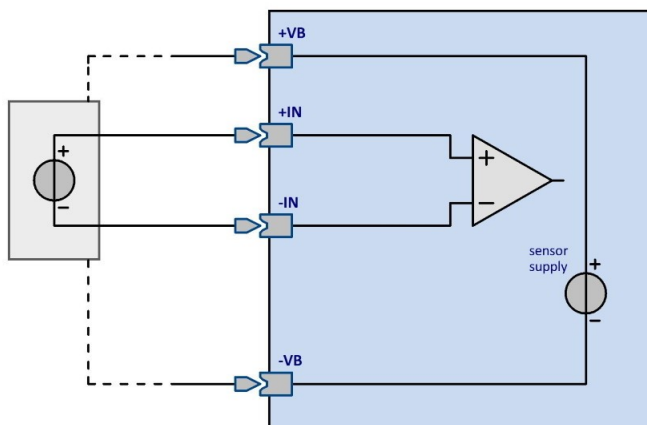 +VB
+IN
+
+
−
−
-IN
sensor
supply
+
−
-VB